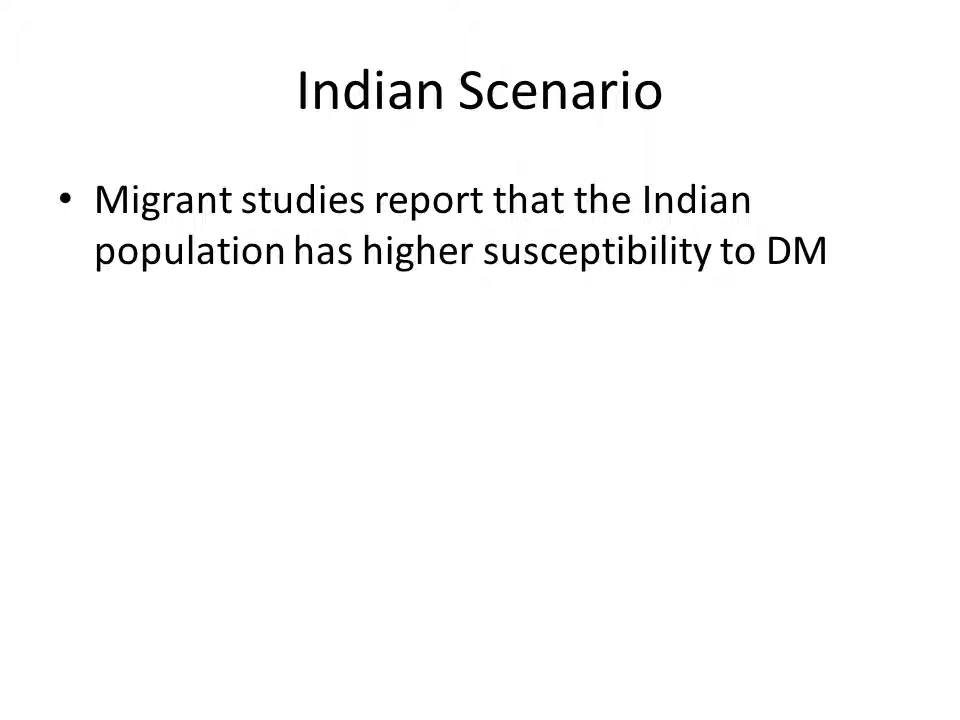 Indian Scenario
• Migrant studies report that the Indian
population has higher susceptibility to DM